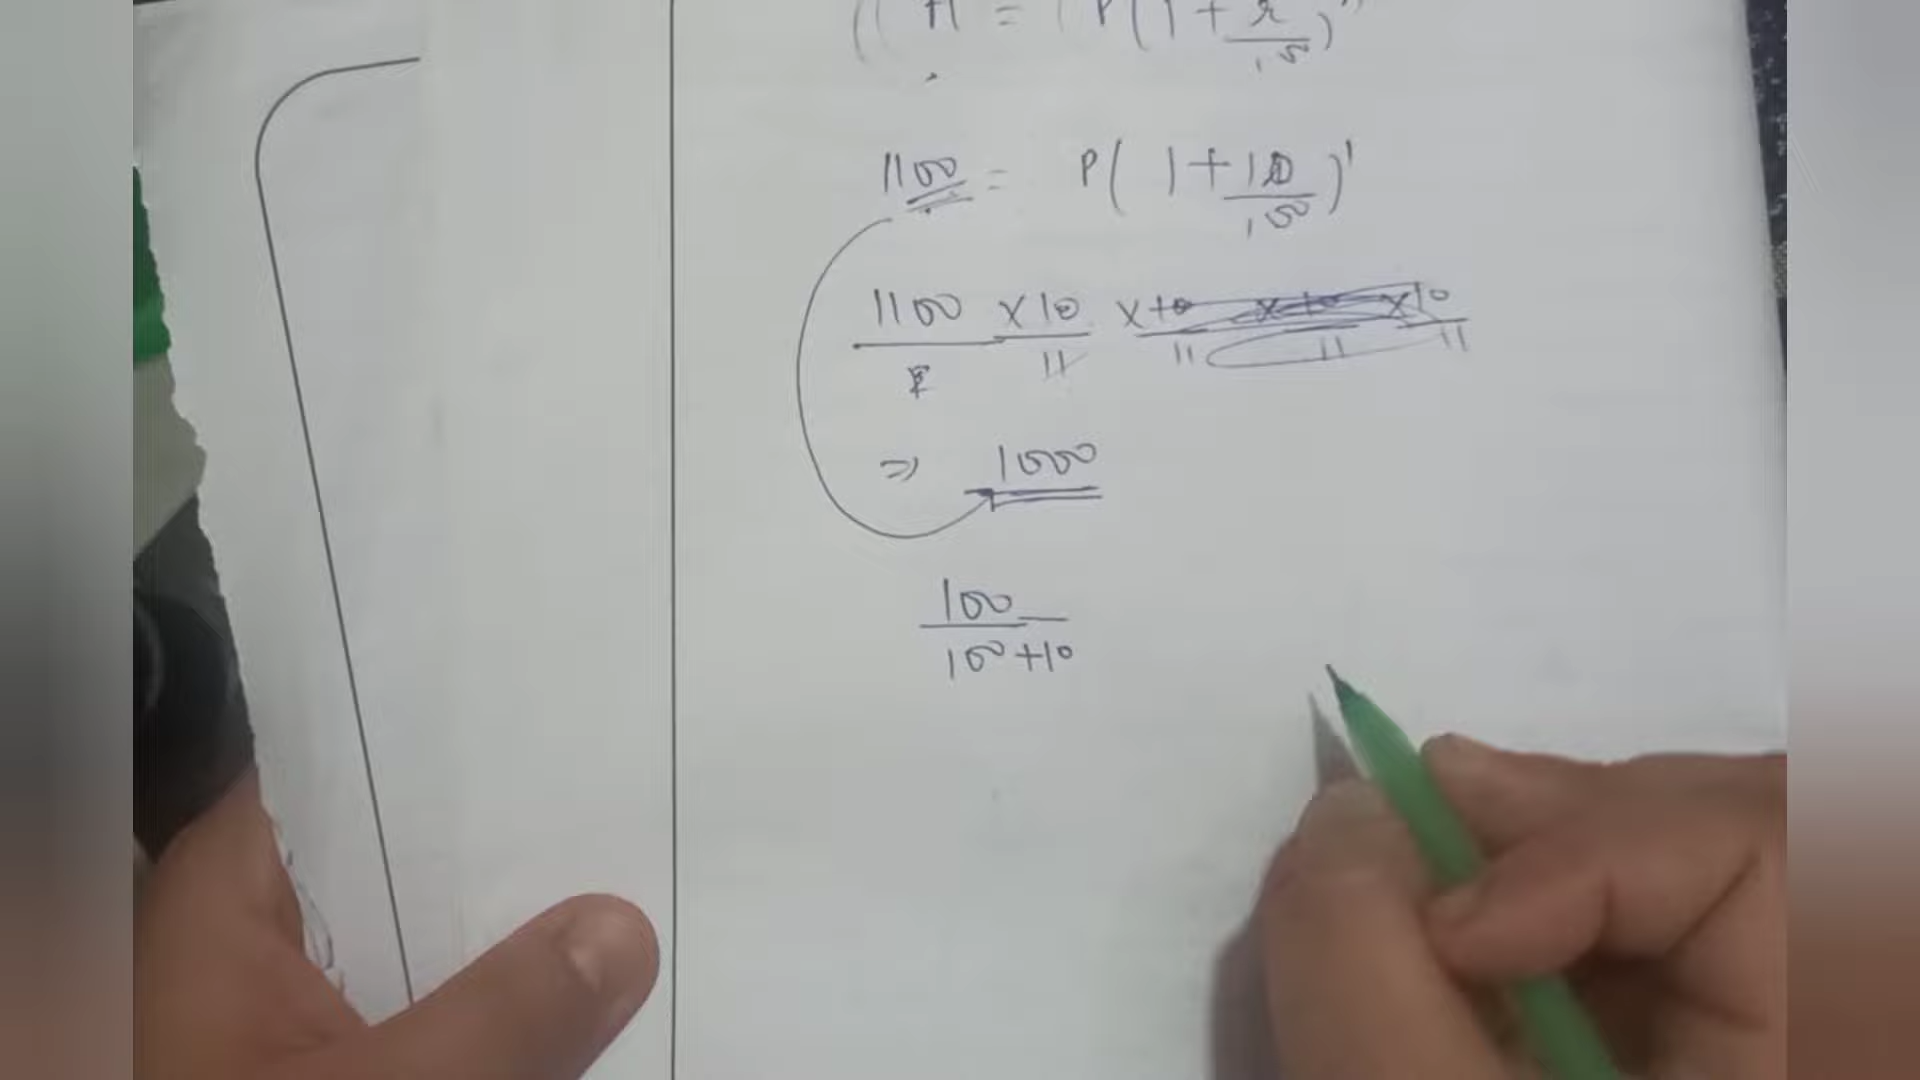 A = P(1 + r/100)ⁿ
1100 = P(1 + 10/100)¹
1100 × 10/11
⇒ 1000
100/100+10